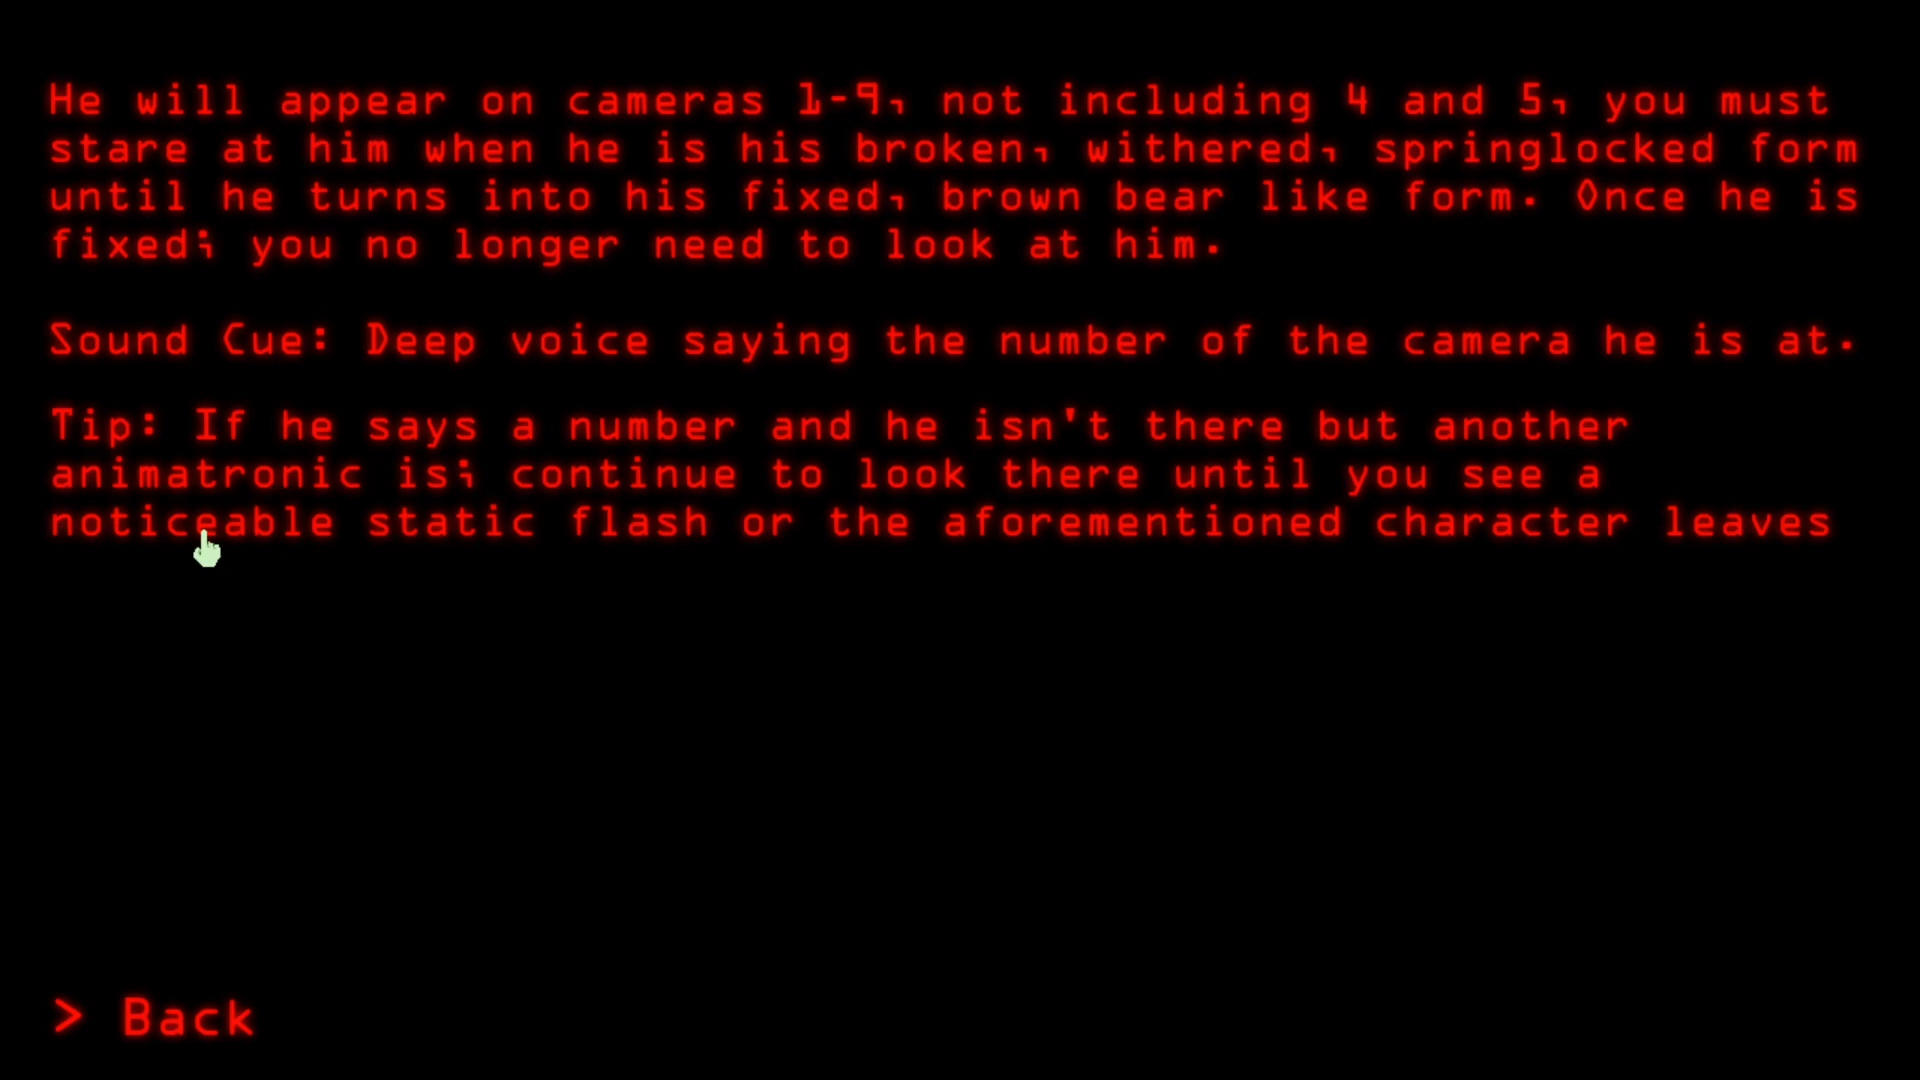 He will appear on cameras 1-9, not including 4 and 5, you must
stare at him when he is his broken, withered, springlocked form
until he turns into his fixed, brown bear like form. Once he is
fixed; you no longer need to look at him.
Sound Cue: Deep voice saying the number of the camera he is at.
Tip: If he says a number and he isn't there but another
animatronic is; continue to look there until you see a
noticeable static flash or the aforementioned character leaves
> Back